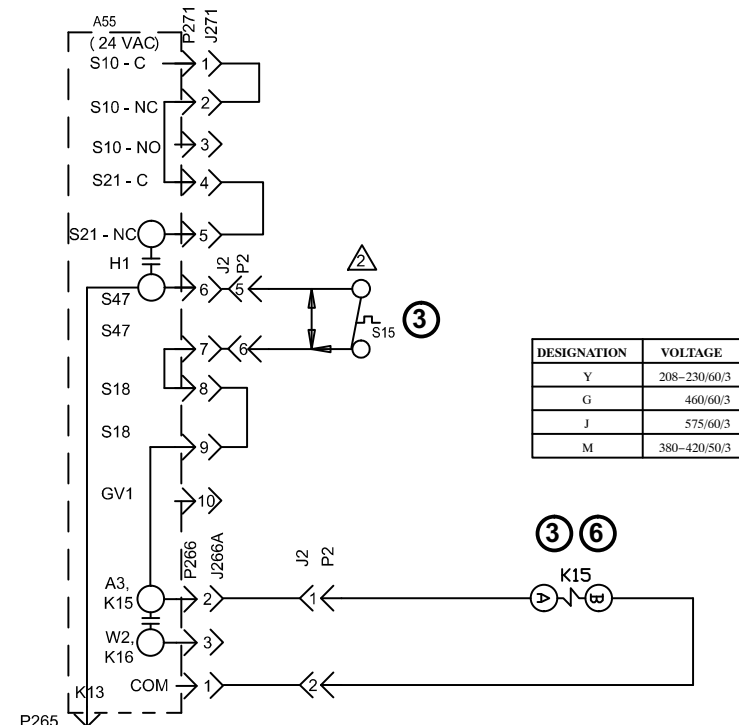 A55
(24 VAC)
P271
J271
S10 - C
1
S10 - NC
2
S10 - NO
3
S21 - C
4
S21 - NC
5
H1
J2
P2
2
S47
6
5
S15
3
S47
7
6
S18
8
S18
9
GV1
10
DESIGNATION VOLTAGE
Y 208–230/60/3
G 460/60/3
J 575/60/3
M 380–420/50/3
P266
J266A
J2
P2
3 6
K15
A3,
K15
2
1
A
B
W2,
K16
3
COM
1
2
K13
P265